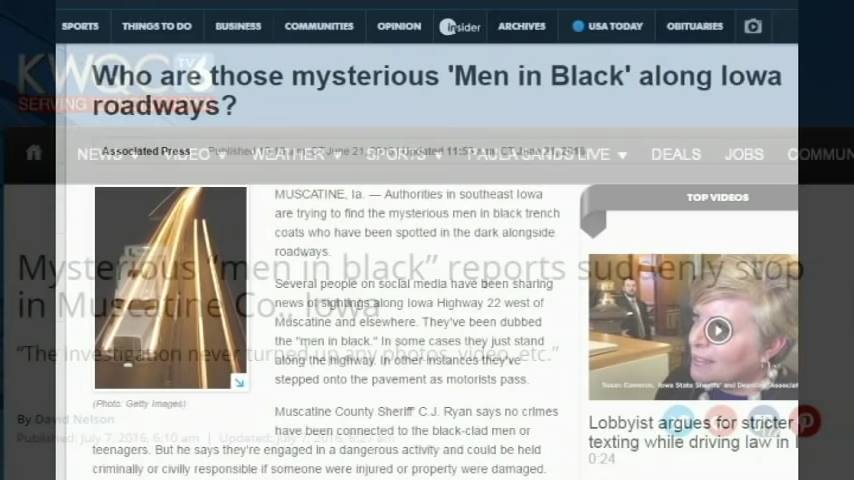 SPORTS THINGS TO DO BUSINESS COMMUNITIES OPINION insider ARCHIVES USA TODAY OBITUARIES
KWQC TV6
SERVING
Who are those mysterious 'Men in Black' along Iowa
roadways?
Associated Press Published CT June 21, Updated 11: a.m. CT June 21,
NEWS VIDEO WEATHER SPORTS PAULA SANDS LIVE DEALS JOBS COMMUN
MUSCATINE, Ia. — Authorities in southeast Iowa
are trying to find the mysterious men in black trench
coats who have been spotted in the dark alongside
roadways.
TOP VIDEOS
Mysterious “men in black” reports suddenly stop
in Muscatine Co., Iowa
“The investigation never turned up any photos, video, etc.”
Several people on social media have been sharing
news of sightings along Iowa Highway 22 west of
Muscatine and elsewhere. They've been dubbed
the "men in black." In some cases they just stand
along the highway. In other instances they've
stepped onto the pavement as motorists pass.
(Photo: Getty Images)
By David Nelson
Published: July 7, 2016, 6:10 am | Updated: July 7, 2016, 6:29 am
Muscatine County Sheriff C.J. Ryan says no crimes
have been connected to the black-clad men or
teenagers. But he says they're engaged in a dangerous activity and could be held
criminally or civilly responsible if someone were injured or property were damaged.
Susan Cameron, Iowa State Sheriffs' and Deputies' Associat
Lobbyist argues for stricter
texting while driving law in I
0:24